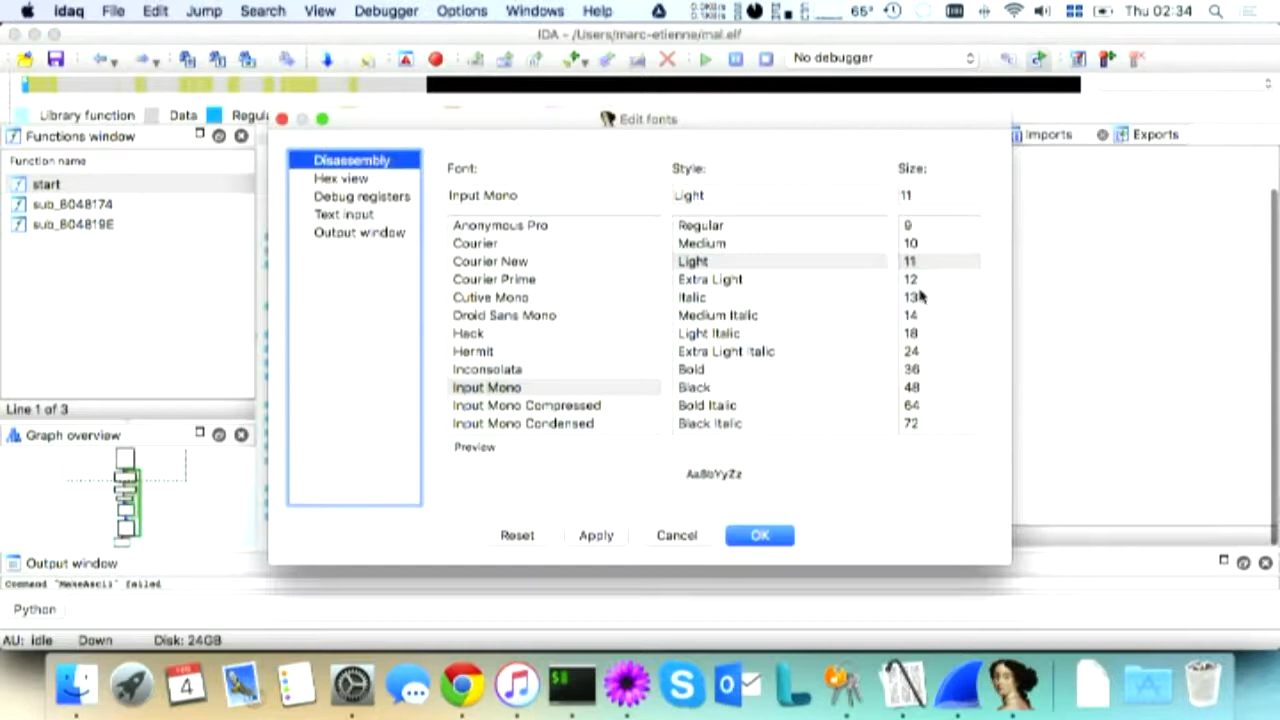 idaq File Edit Jump Search View Debugger Options Windows Help 65° Thu 02:34
IDA - /Users/marc-etienne/mal.elf
No debugger
Library function Data Regul
Functions window
Imports Exports
Function name
start
sub_8048174
sub_804819E
Line 1 of 3
Graph overview
Edit fonts
Disassembly
Hex view
Debug registers
Text input
Output window
Font: Style: Size:
Input Mono Light 11
Anonymous Pro Regular 9
Courier Medium 10
Courier New Light 11
Courier Prime Extra Light 12
Cutive Mono Italic 13
Droid Sans Mono Medium Italic 14
Hack Light Italic 18
Hermit Extra Light Italic 24
Inconsolata Bold 36
Input Mono Black 48
Input Mono Compressed Bold Italic 64
Input Mono Condensed Black Italic 72
Preview
AaBbYyZz
Reset Apply Cancel OK
Output window
Command "MakeAscii" failed
Python
AU: idle Down Disk: 24GB
4